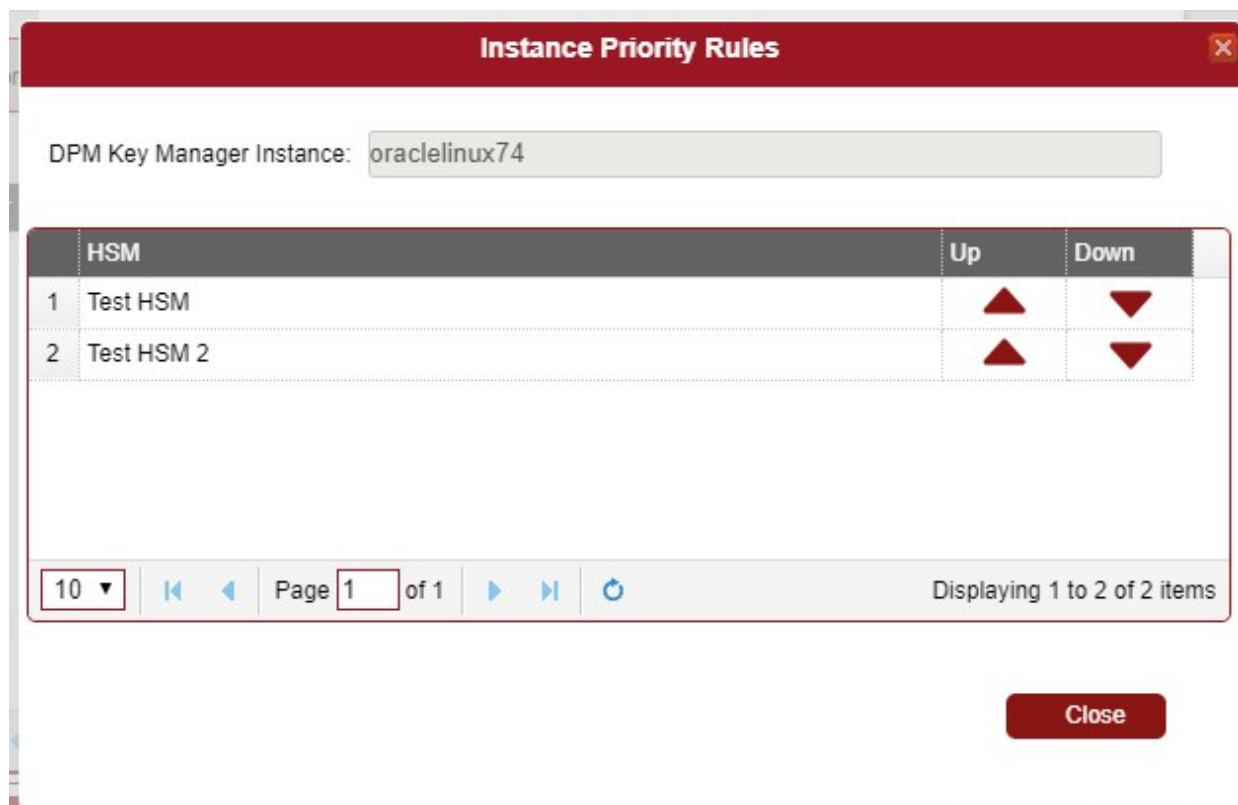 Instance Priority Rules
DPM Key Manager Instance: oraclelinux74
HSM Up Down
1 Test HSM
2 Test HSM 2
10 Page 1 of 1 Displaying 1 to 2 of 2 items
Close